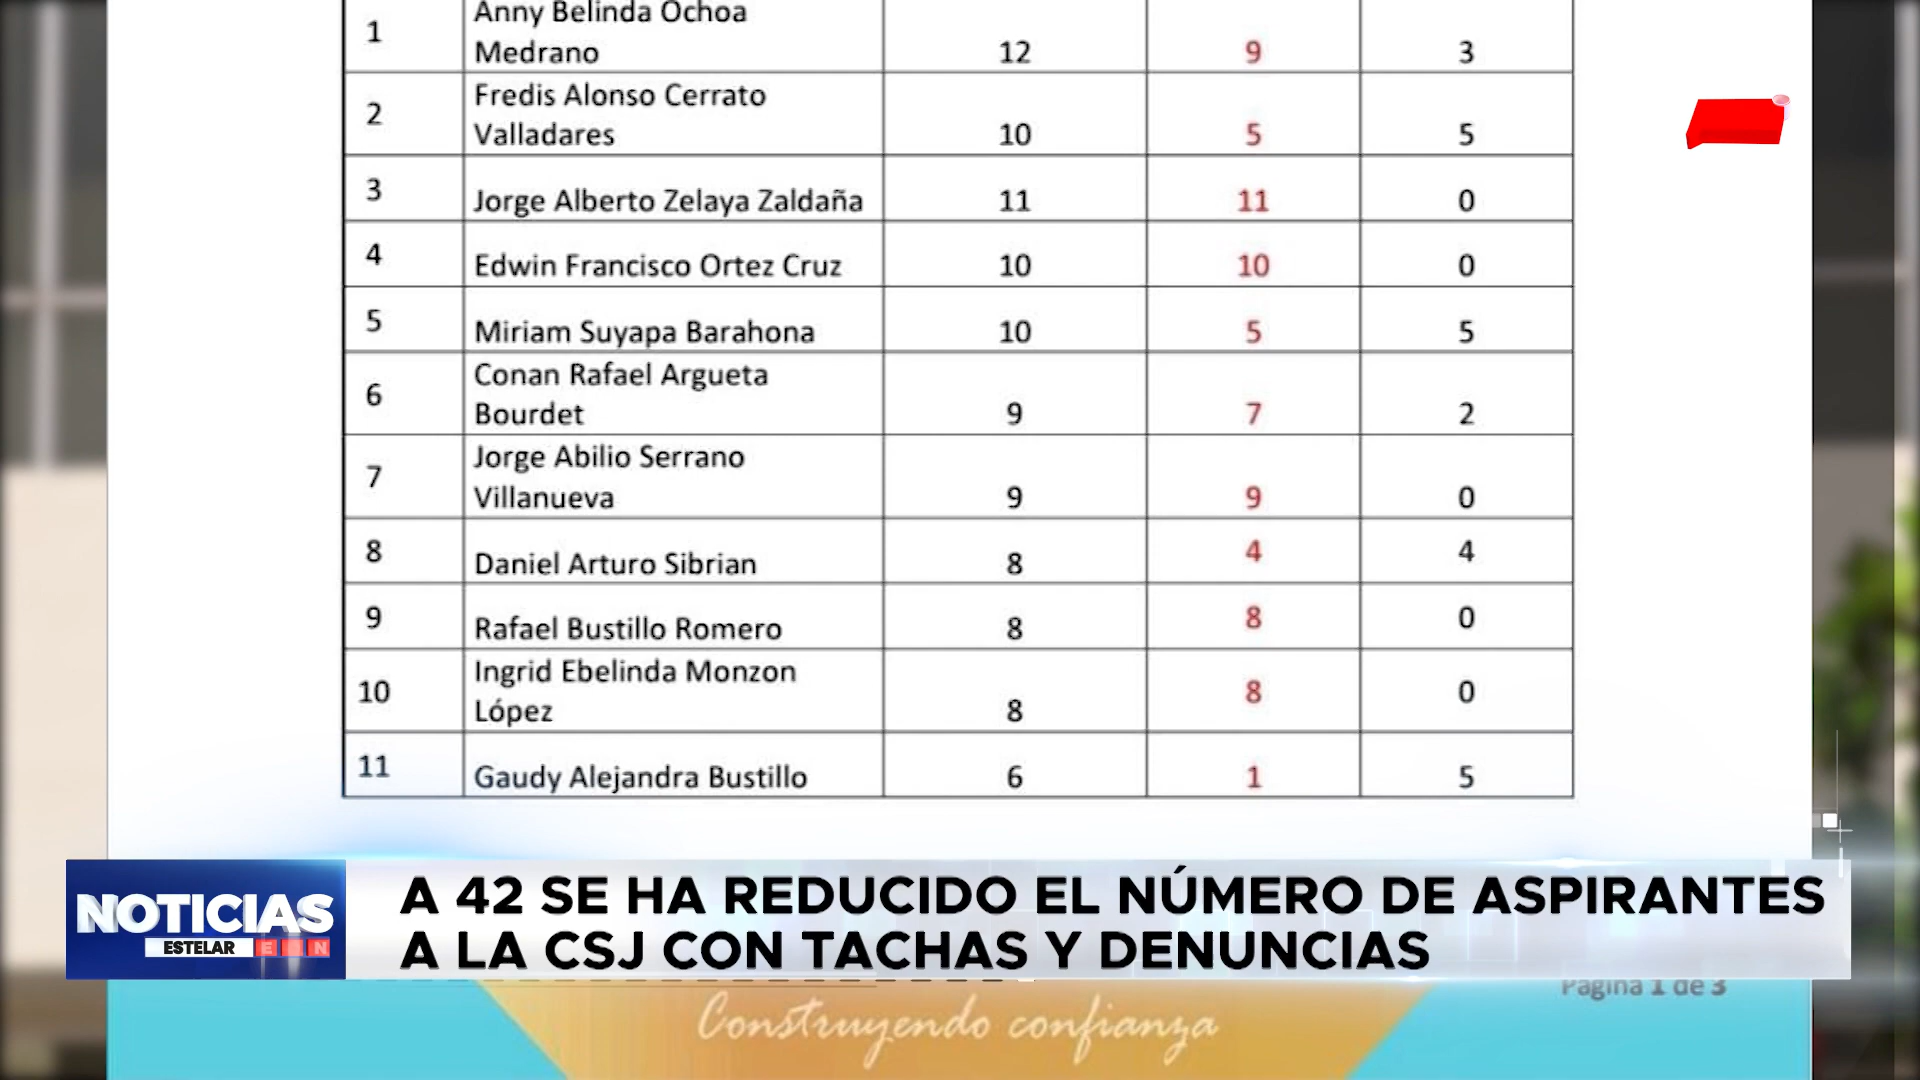 1 Anny Belinda Ochoa
Medrano 12 9 3
2 Fredis Alonso Cerrato
Valladares 10 5 5
3 Jorge Alberto Zelaya Zaldaña 11 11 0
4 Edwin Francisco Ortez Cruz 10 10 0
5 Miriam Suyapa Barahona 10 5 5
6 Conan Rafael Argueta
Bourdet 9 7 2
7 Jorge Abilio Serrano
Villanueva 9 9 0
8 Daniel Arturo Sibrian 8 4 4
9 Rafael Bustillo Romero 8 8 0
10 Ingrid Ebelinda Monzon
López 8 8 0
11 Gaudy Alejandra Bustillo 6 1 5
NOTICIAS
ESTELAR EBN
A 42 SE HA REDUCIDO EL NÚMERO DE ASPIRANTES
A LA CSJ CON TACHAS Y DENUNCIAS
Página 1 de 3
Construyendo confianza